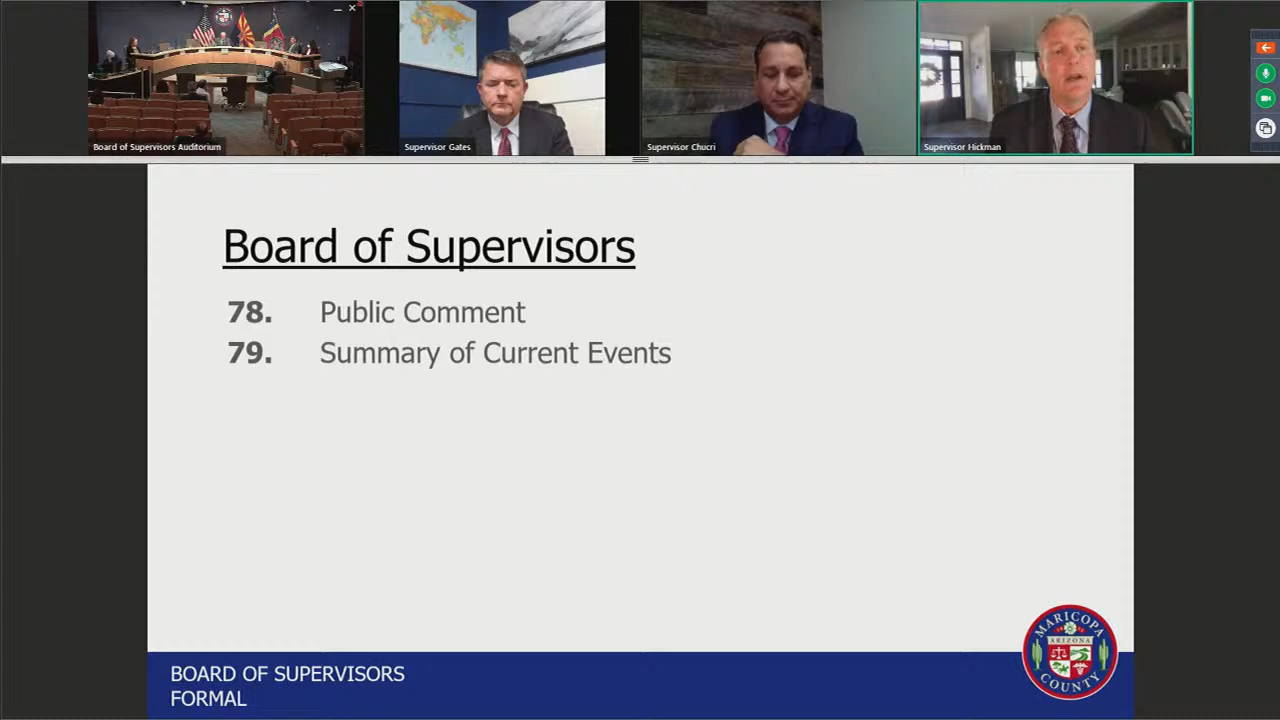 Board of Supervisors Auditorium
Supervisor Gates
Supervisor Chucri
Supervisor Hickman
Board of Supervisors
78. Public Comment
79. Summary of Current Events
BOARD OF SUPERVISORS
FORMAL
MARICOPA
ARIZONA
COUNTY